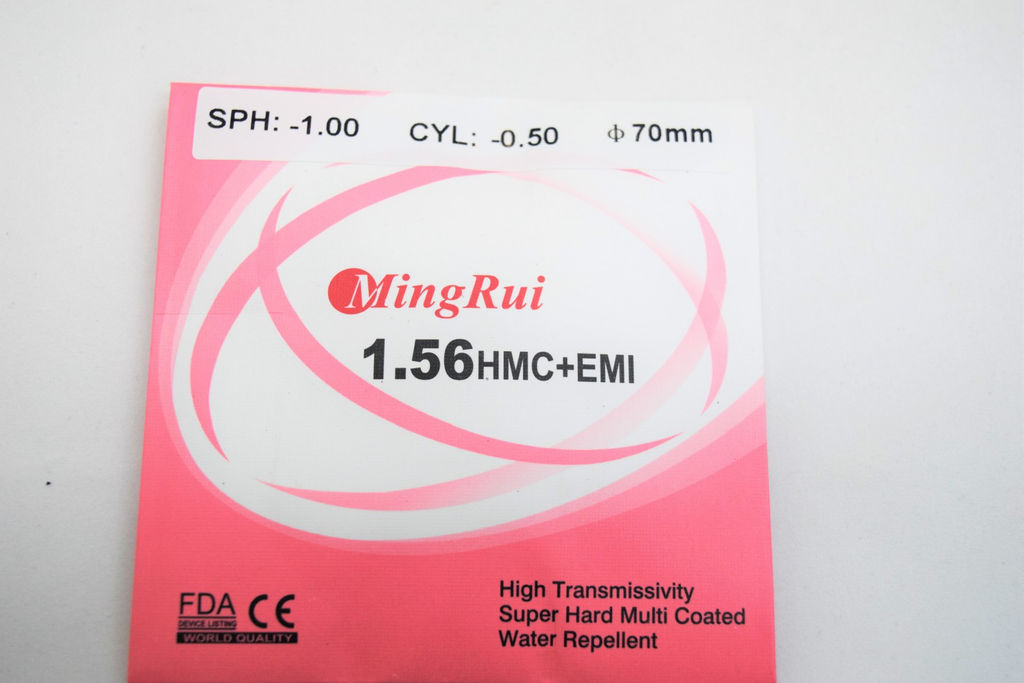 SPH: -1.00 CYL: -0.50 ϕ 70mm
MingRui
1.56HMC+EMI
High Transmissivity
Super Hard Multi Coated
Water Repellent
FDA CE
DEVICE LISTING
WORLD QUALITY